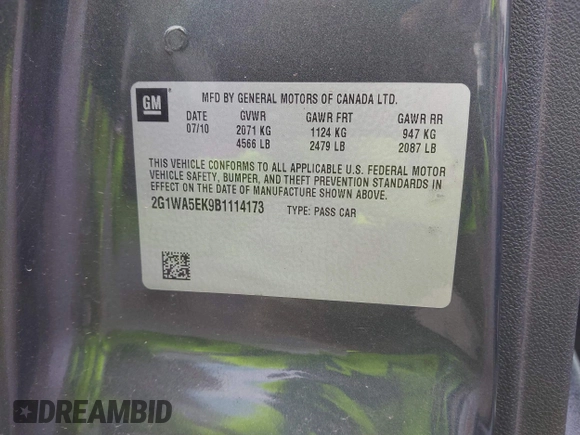 GM
MFD BY GENERAL MOTORS OF CANADA LTD.
DATE GVWR GAWR FRT GAWR RR
07/10 2071 KG 1124 KG 947 KG
4566 LB 2479 LB 2087 LB
THIS VEHICLE CONFORMS TO ALL APPLICABLE U.S. FEDERAL MOTOR
VEHICLE SAFETY, BUMPER, AND THEFT PREVENTION STANDARDS IN
EFFECT ON THE DATE OF MANUFACTURE SHOWN ABOVE.
2G1WA5EK9B1114173 TYPE: PASS CAR
DREAMBID